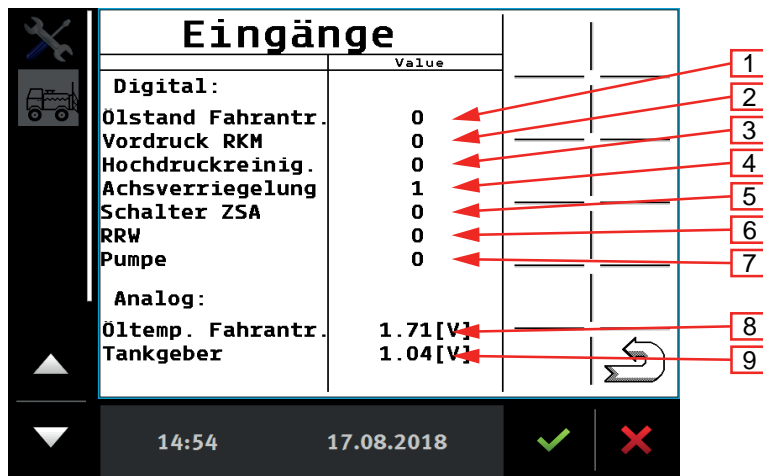 Eingänge
Value
Digital:
Ölstand Fahrantr. 0
Vordruck RKM 0
Hochdruckreinig. 0
Achsverriegelung 1
Schalter ZSA 0
RRW 0
Pumpe 0
Analog:
Öltemp. Fahrantr. 1.71[V]
Tankgeber 1.04[V]
14:54 17.08.2018
1
2
3
4
5
6
7
8
9